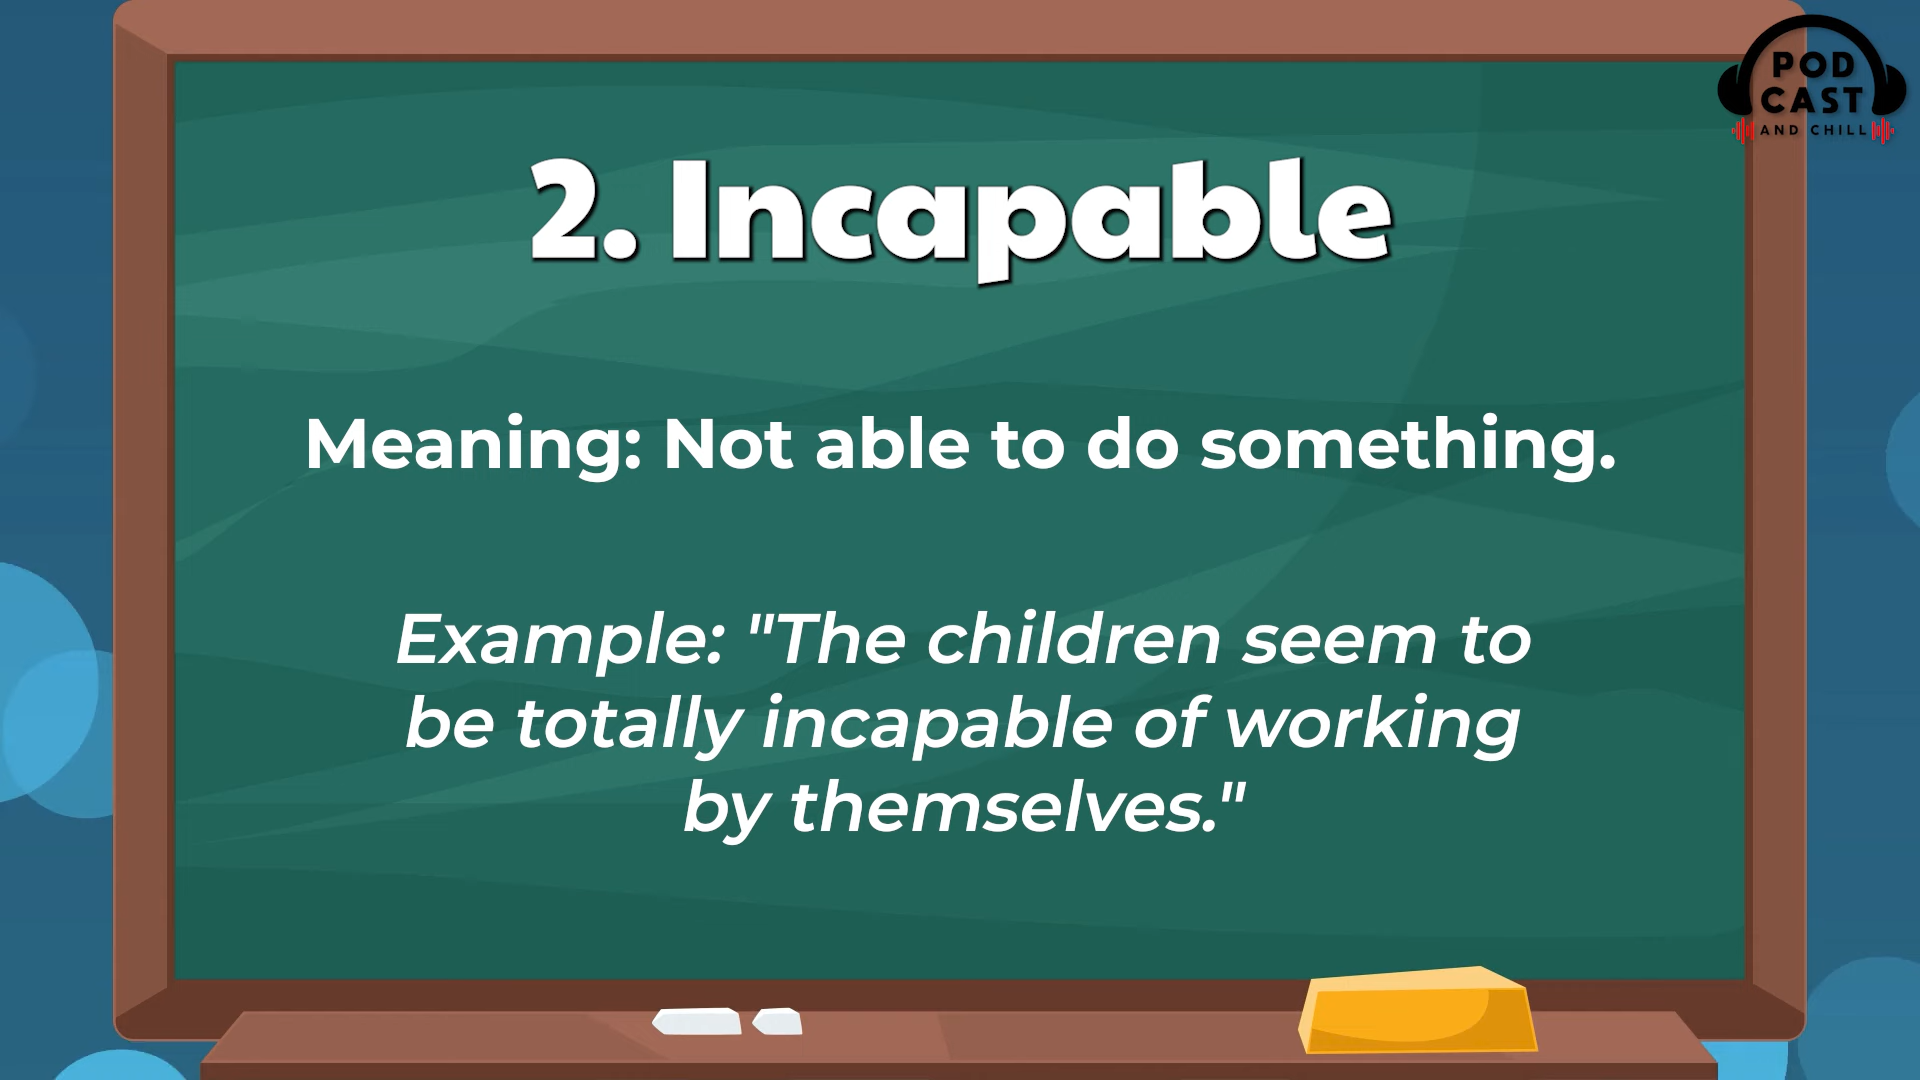 POD
CAST
AND CHILL
2. Incapable
Meaning: Not able to do something.
Example: "The children seem to
be totally incapable of working
by themselves."